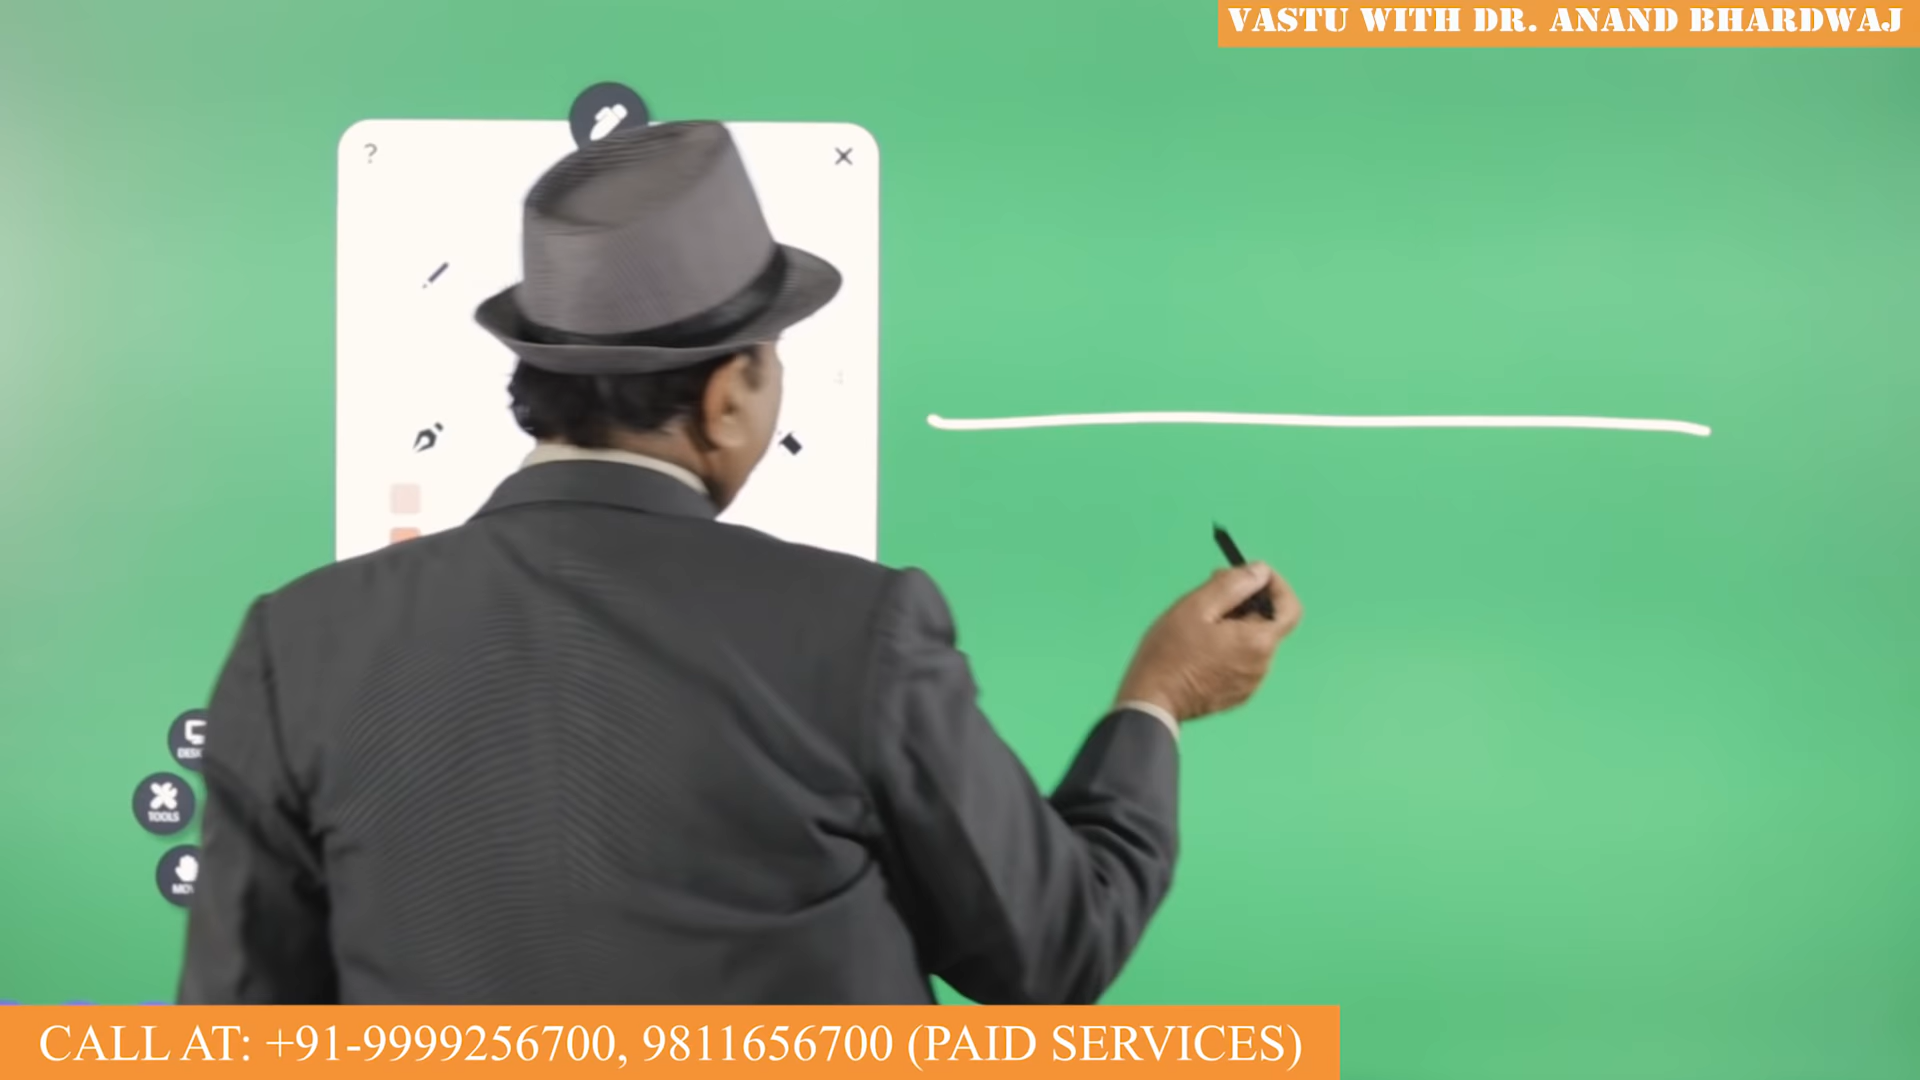 VASTU WITH DR. ANAND BHARDWAJ
?
TOOLS
CALL AT: +91-9999256700, 9811656700 (PAID SERVICES)